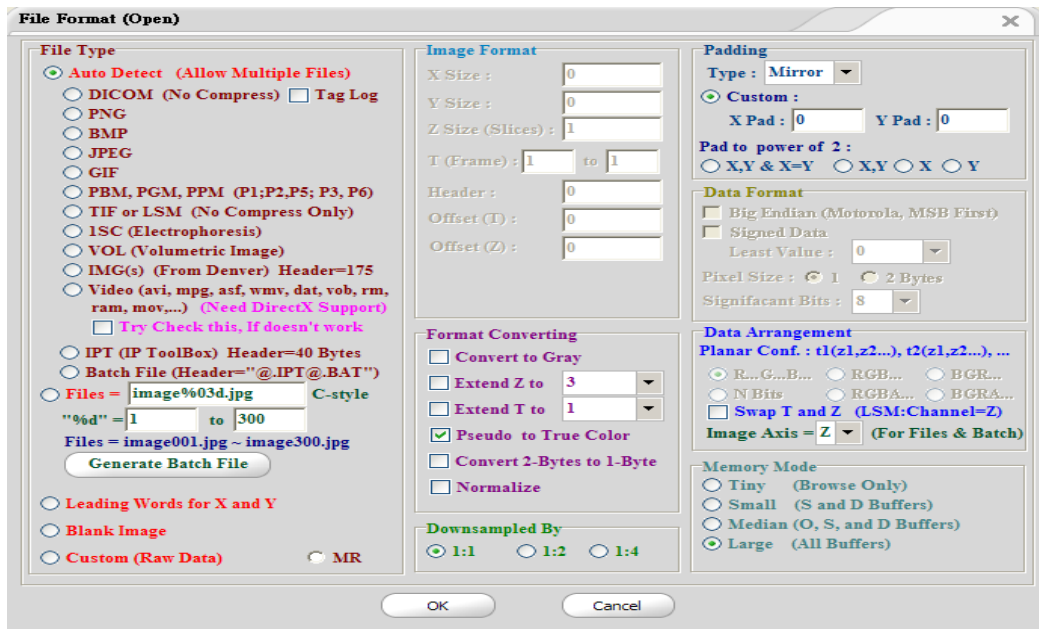 File Format (Open)
File Type
Auto Detect (Allow Multiple Files)
DICOM (No Compress) Tag Log
PNG
BMP
JPEG
GIF
PBM, PGM, PPM (P1;P2,P5; P3, P6)
TIF or LSM (No Compress Only)
1SC (Electrophoresis)
VOL (Volumetric Image)
IMG(s) (From Denver) Header=175
Video (avi, mpg, asf, wmv, dat, vob, rm,
ram, mov,...) (Need DirectX Support)
Try Check this, If doesn't work
IPT (IP ToolBox) Header=40 Bytes
Batch File (Header="@.IPT@.BAT")
Files = image%03d.jpg C-style
"%d" = 1 to 300
Files = image001.jpg ~ image300.jpg
Generate Batch File
Leading Words for X and Y
Blank Image
Custom (Raw Data) MR
Image Format
X Size : 0
Y Size : 0
Z Size (Slices) : 1
T (Frame) : 1 to 1
Header : 0
Offset (T) : 0
Offset (Z) : 0
Format Converting
Convert to Gray
Extend Z to 3
Extend T to 1
Pseudo to True Color
Convert 2-Bytes to 1-Byte
Normalize
Downsampled By
1:1 1:2 1:4
Padding
Type : Mirror
Custom :
X Pad : 0 Y Pad : 0
Pad to power of 2 :
X,Y & X=Y X,Y X Y
Data Format
Big Endian (Motorola, MSB First)
Signed Data
Least Value : 0
Pixel Size : 1 2 Bytes
Signifacant Bits : 8
Data Arrangement
Planar Conf. : t1(z1,z2...), t2(z1,z2...), ...
R...G...B... RGB... BGR...
N Bits RGBA... BGRA...
Swap T and Z (LSM:Channel=Z)
Image Axis = Z (For Files & Batch)
Memory Mode
Tiny (Browse Only)
Small (S and D Buffers)
Median (O, S, and D Buffers)
Large (All Buffers)
OK Cancel